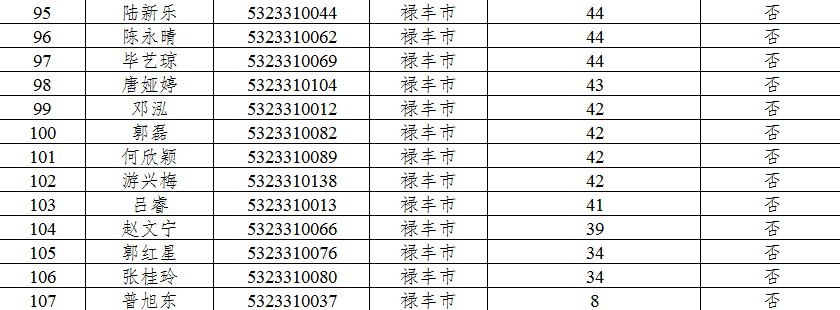 95 陆新乐 5323310044 禄丰市 44 否
96 陈永晴 5323310062 禄丰市 44 否
97 毕艺琼 5323310069 禄丰市 44 否
98 唐娅婷 5323310104 禄丰市 43 否
99 邓泓 5323310012 禄丰市 42 否
100 郭磊 5323310082 禄丰市 42 否
101 何欣颖 5323310089 禄丰市 42 否
102 游兴梅 5323310138 禄丰市 42 否
103 吕睿 5323310013 禄丰市 41 否
104 赵文宁 5323310066 禄丰市 39 否
105 郭红星 5323310076 禄丰市 34 否
106 张桂玲 5323310080 禄丰市 34 否
107 普旭东 5323310037 禄丰市 8 否